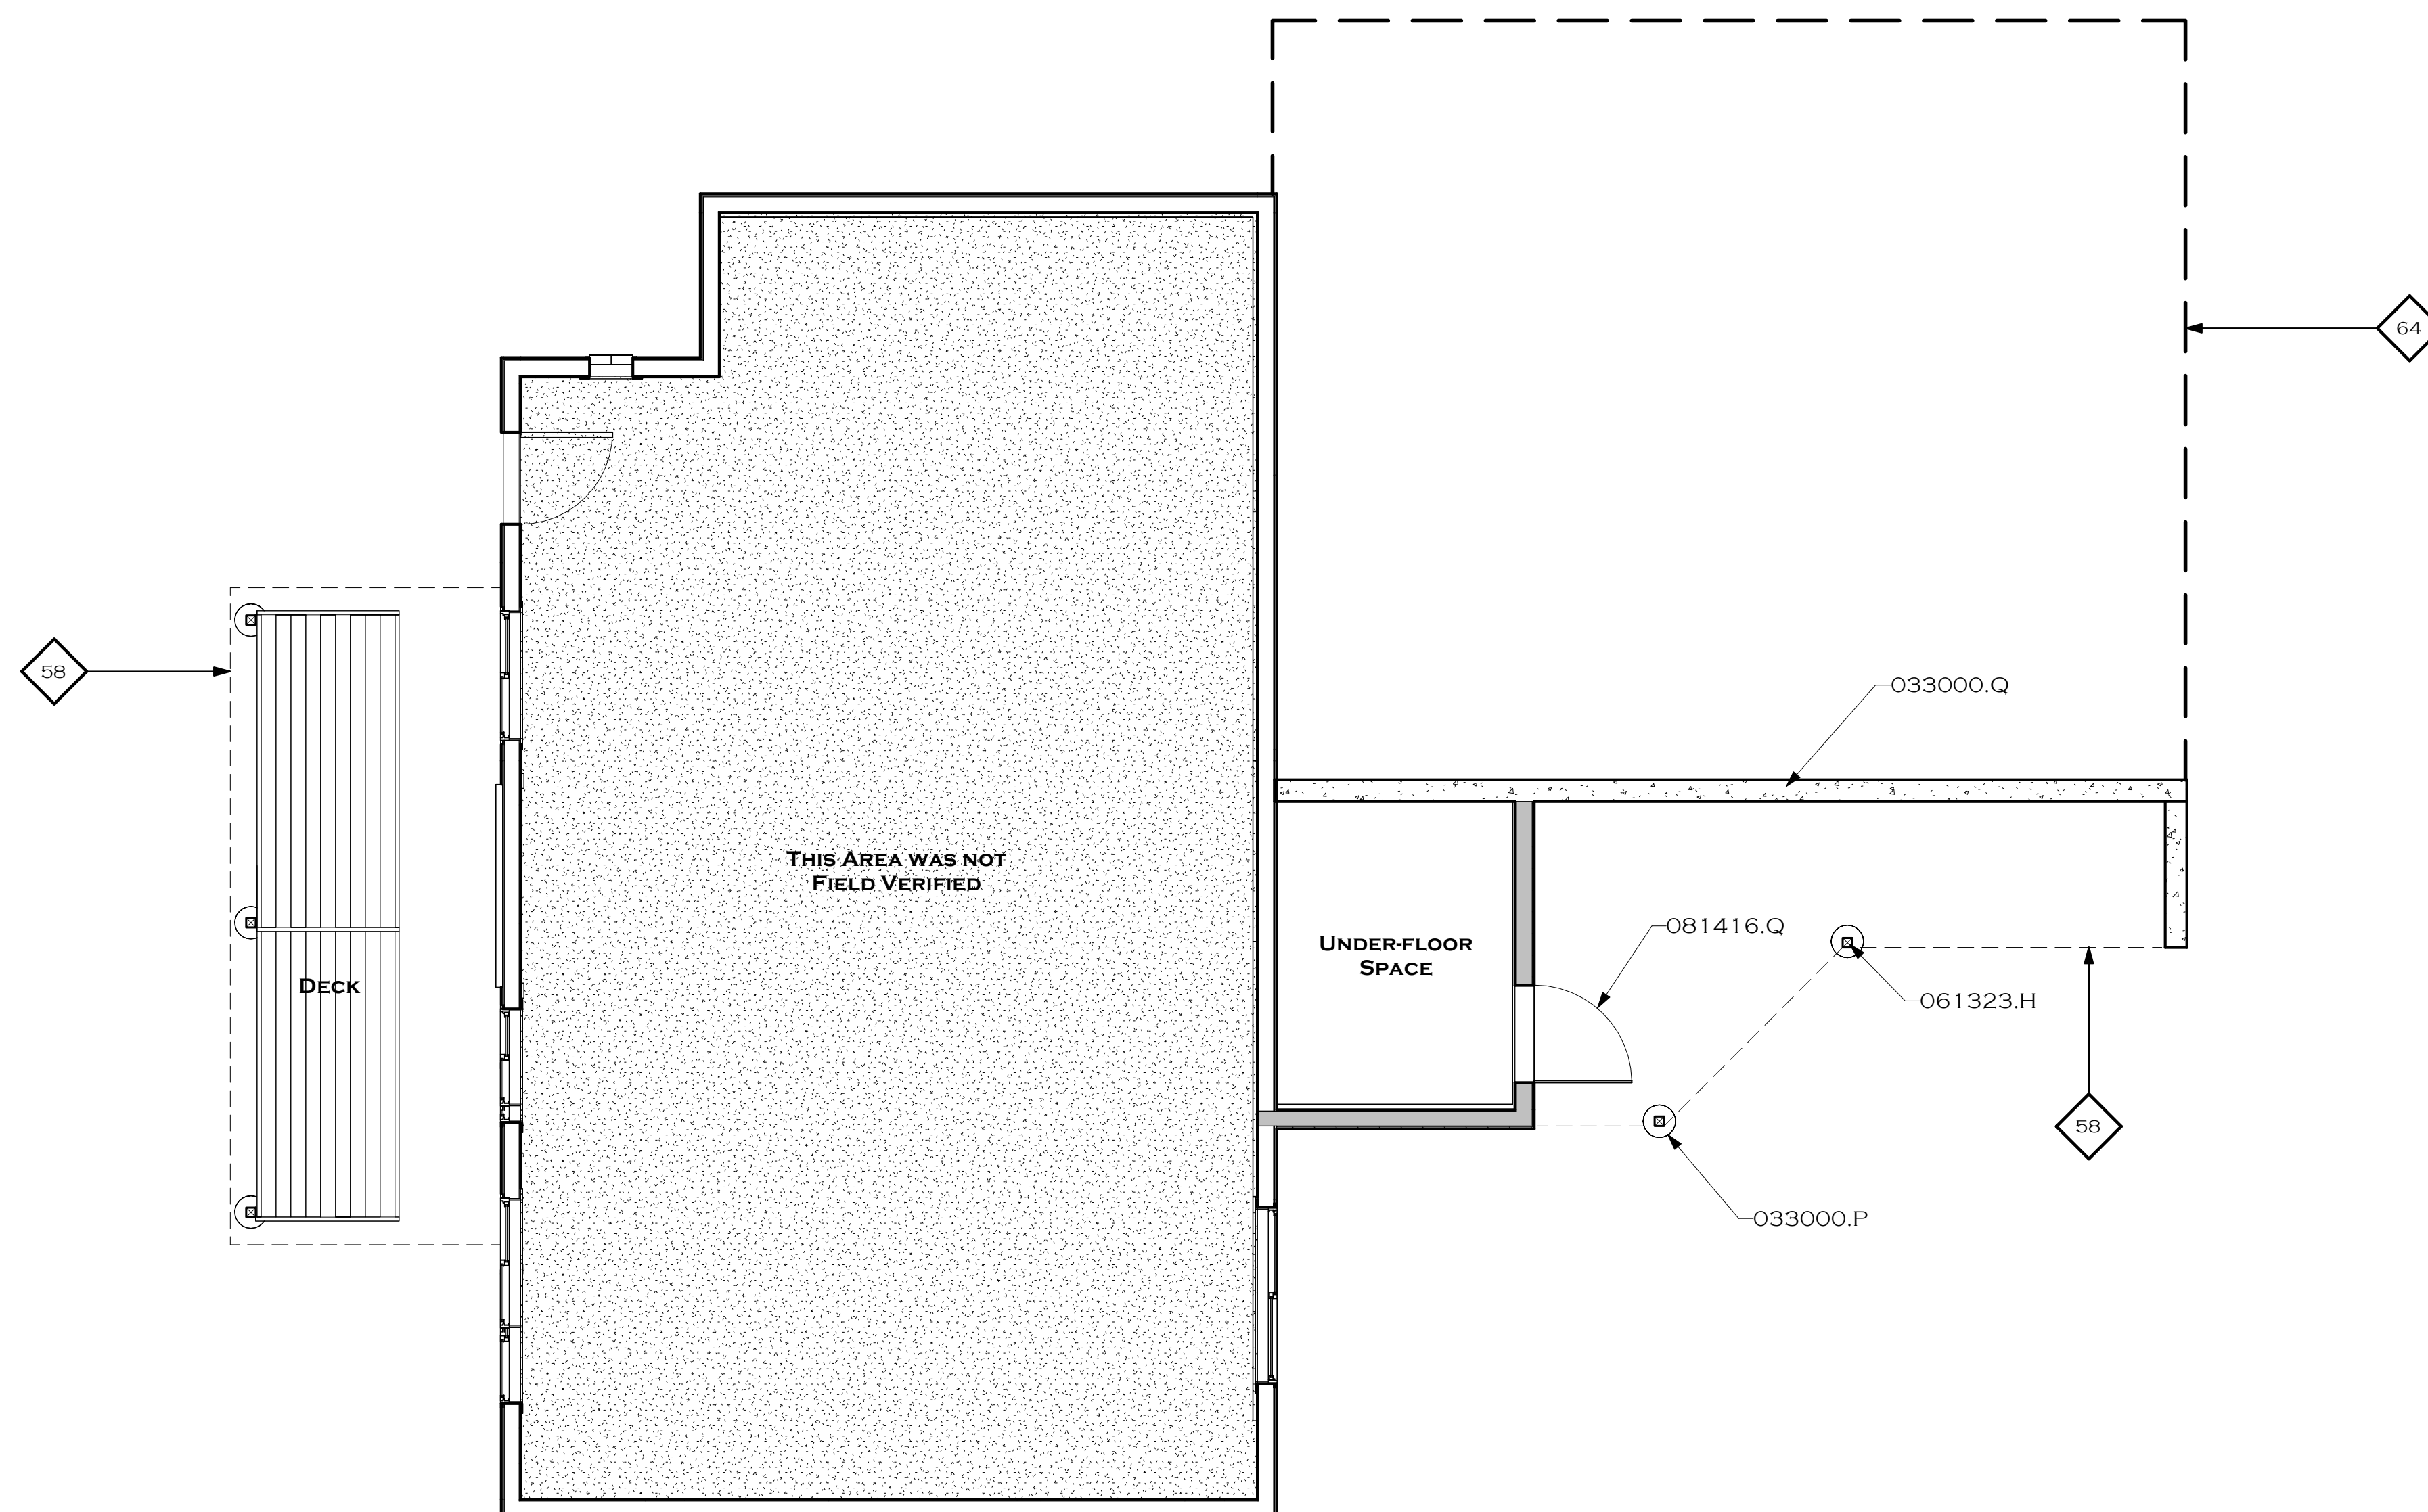 64
58
033000.Q
THIS AREA WAS NOT
FIELD VERIFIED
081416.Q
UNDER-FLOOR
SPACE
DECK
061323.H
58
033000.P